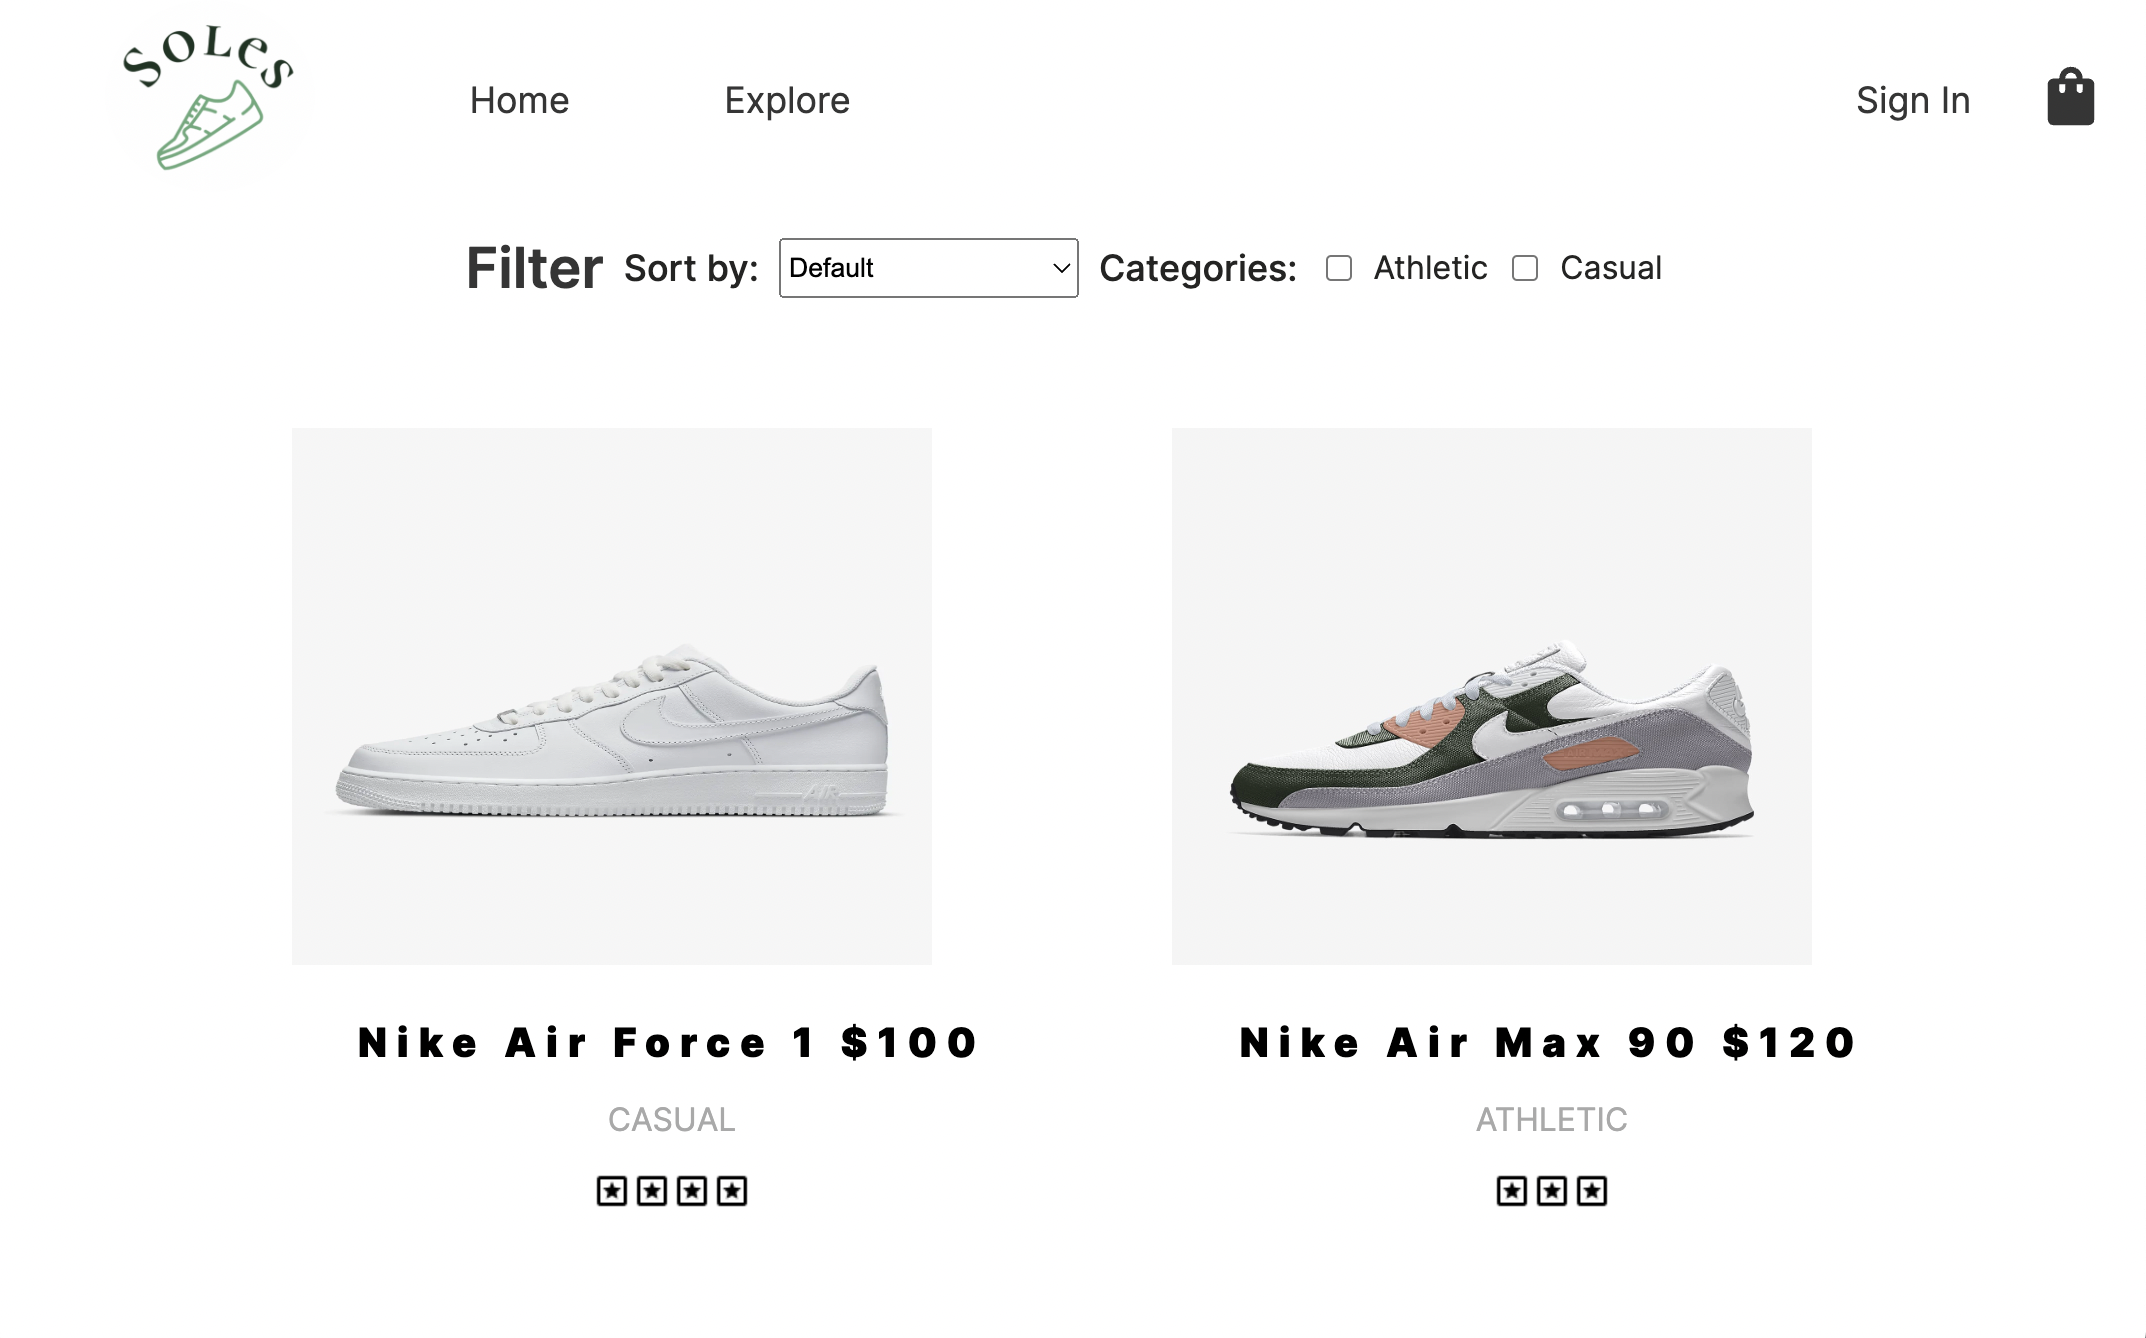 SOLes
Home Explore Sign In
Filter Sort by: Default Categories: Athletic Casual
AIR
Nike Air Force 1 $100
Nike Air Max 90 $120
CASUAL
ATHLETIC